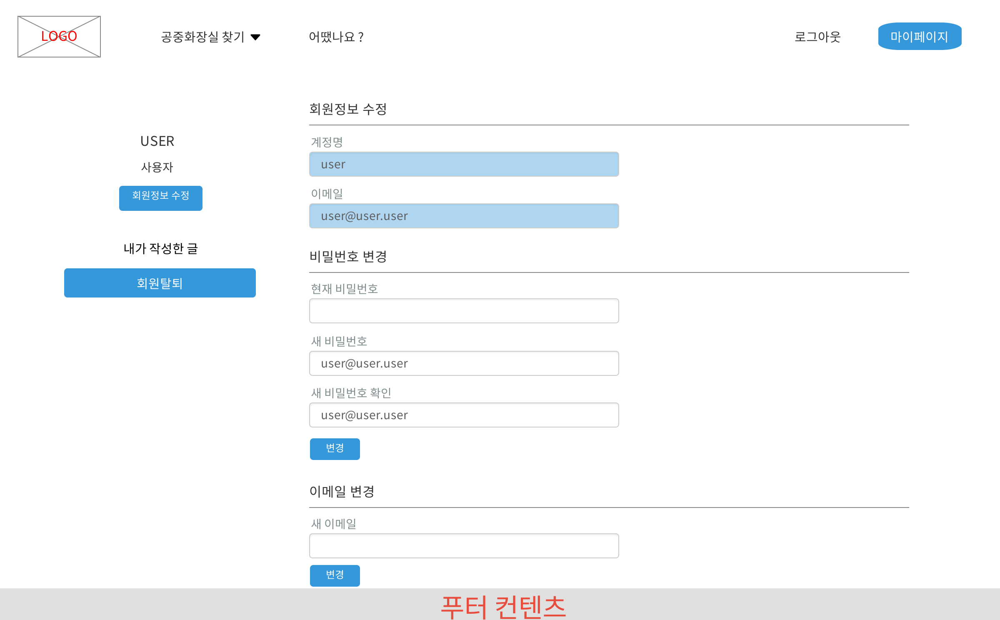 LOGO
공중화장실 찾기
어땠나요 ?
로그아웃
마이페이지
USER
사용자
회원정보 수정
내가 작성한 글
회원탈퇴
회원정보 수정
계정명
user
이메일
user@user.user
비밀번호 변경
현재 비밀번호
새 비밀번호
user@user.user
새 비밀번호 확인
user@user.user
변경
이메일 변경
새 이메일
변경
푸터 컨텐츠